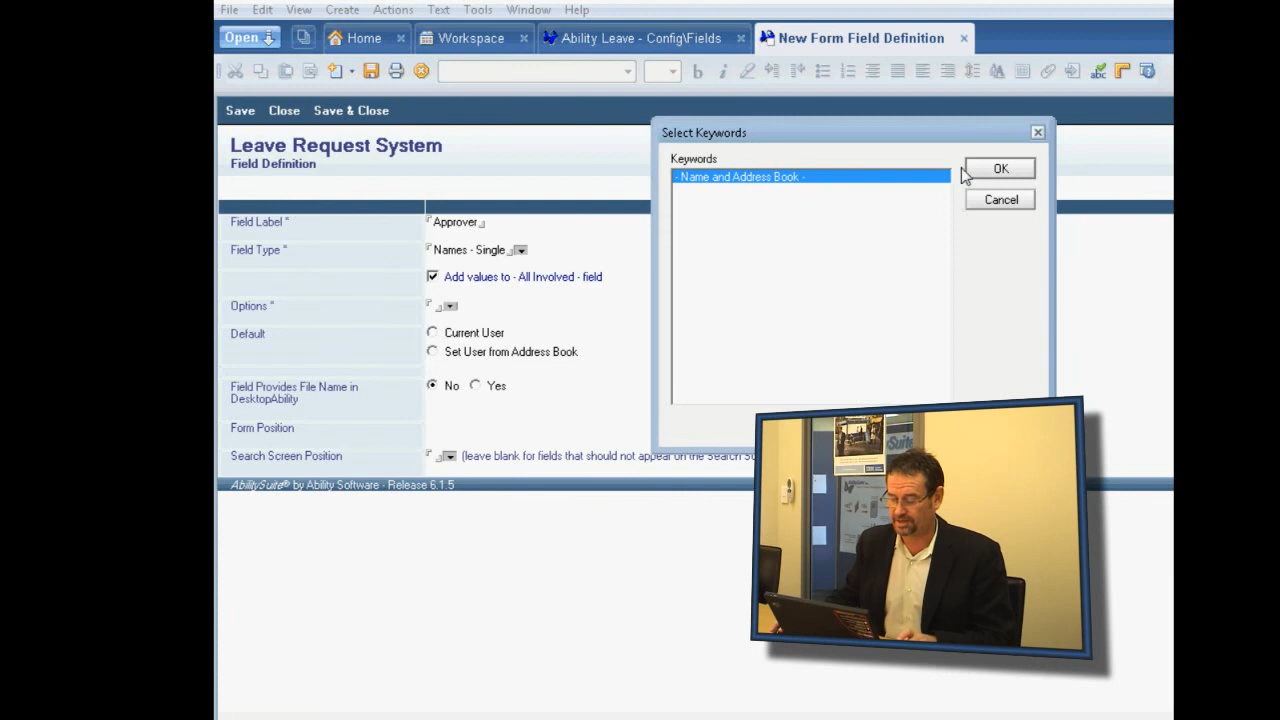 File Edit View Create Actions Text Tools Window Help
Open Home Workspace Ability Leave - Config\Fields New Form Field Definition
Save Close Save & Close
Select Keywords
Leave Request System
Field Definition
Keywords
- Name and Address Book -
OK
Cancel
Field Label * Approver
Field Type * Names - Single
Add values to - All Involved - field
Options *
Default Current User
Set User from Address Book
Field Provides File Name in DesktopAbility
No Yes
Form Position
Search Screen Position (leave blank for fields that should not appear on the Search
AbilitySuite® by Ability Software - Release 6.1.5